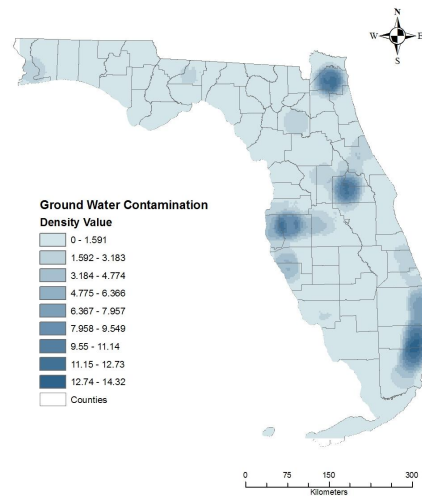 N
W E
S
Ground Water Contamination
Density Value
0 - 1.591
1.592 - 3.183
3.184 - 4.774
4.775 - 6.366
6.367 - 7.957
7.958 - 9.549
9.55 - 11.14
11.15 - 12.73
12.74 - 14.32
Counties
0 75 150 300
Kilometers